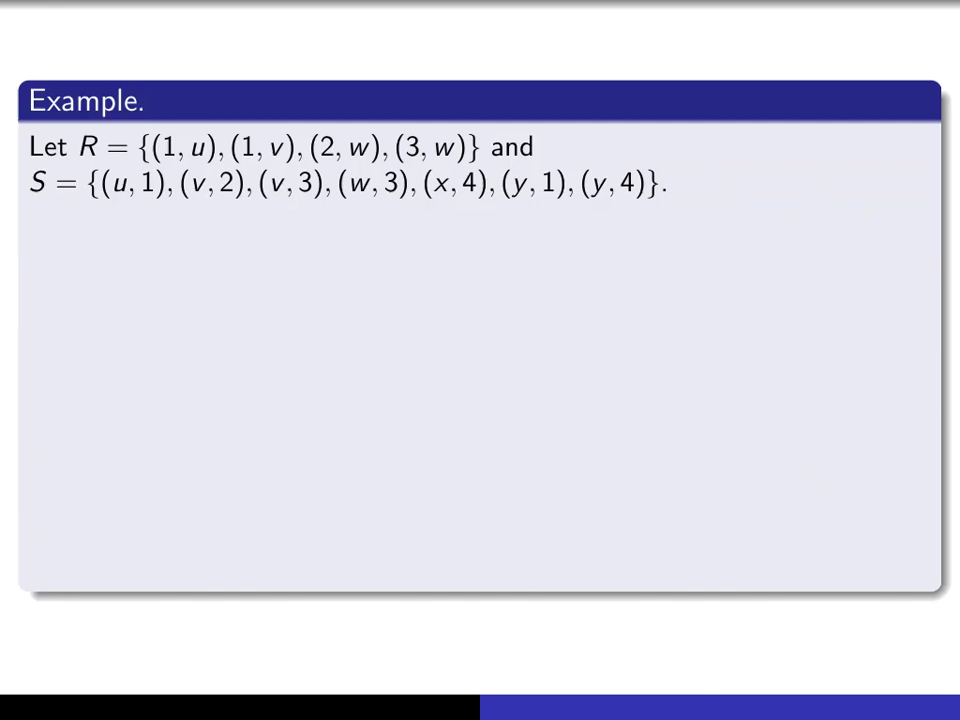 Example.
Let R = {(1, u), (1, v), (2, w), (3, w)} and
S = {(u, 1), (v, 2), (v, 3), (w, 3), (x, 4), (y, 1), (y, 4)}.